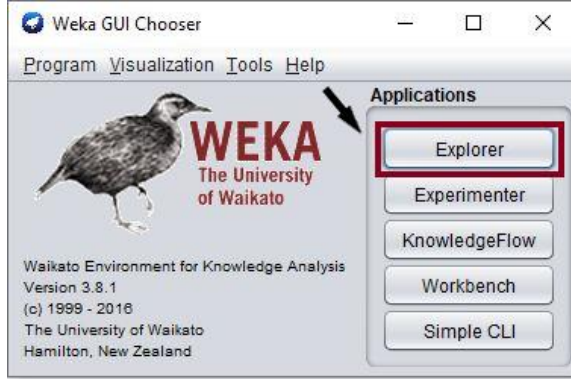 Weka GUI Chooser
Program Visualization Tools Help
WEKA
The University
of Waikato
Waikato Environment for Knowledge Analysis
Version 3.8.1
(c) 1999 - 2016
The University of Waikato
Hamilton, New Zealand
Applications
Explorer
Experimenter
KnowledgeFlow
Workbench
Simple CLI